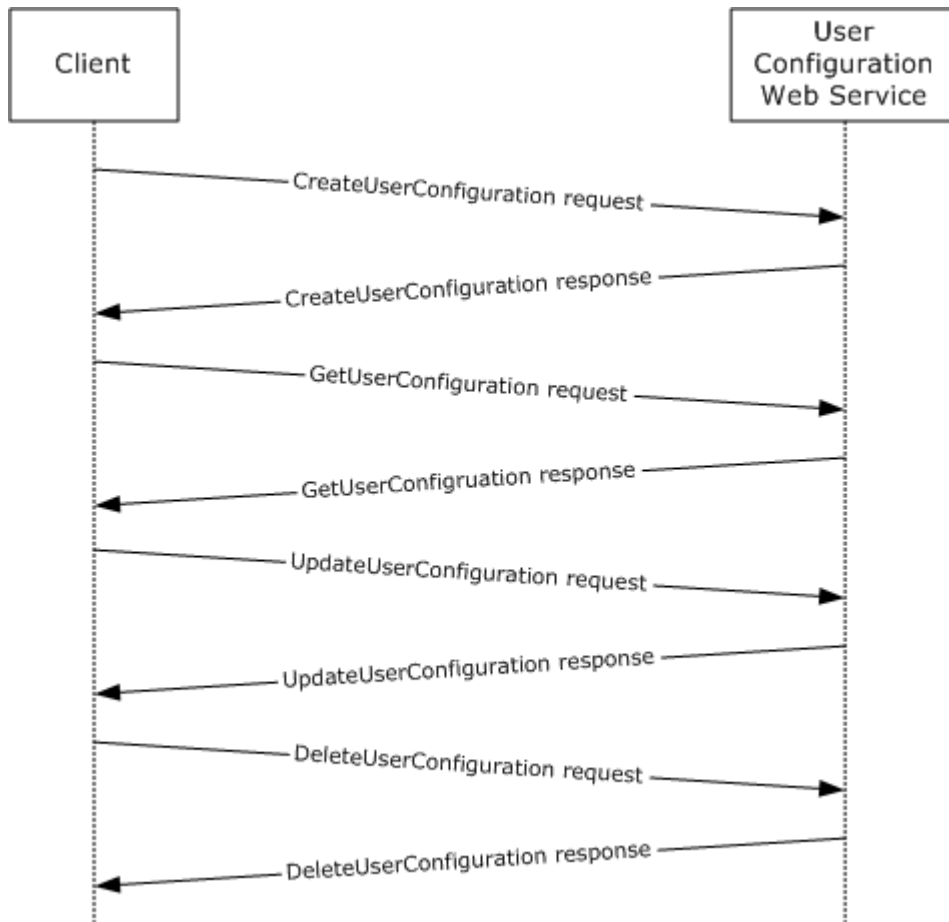 Client
User
Configuration
Web Service
CreateUserConfiguration request
CreateUserConfiguration response
GetUserConfiguration request
GetUserConfigruation response
UpdateUserConfiguration request
UpdateUserConfiguration response
DeleteUserConfiguration request
DeleteUserConfiguration response